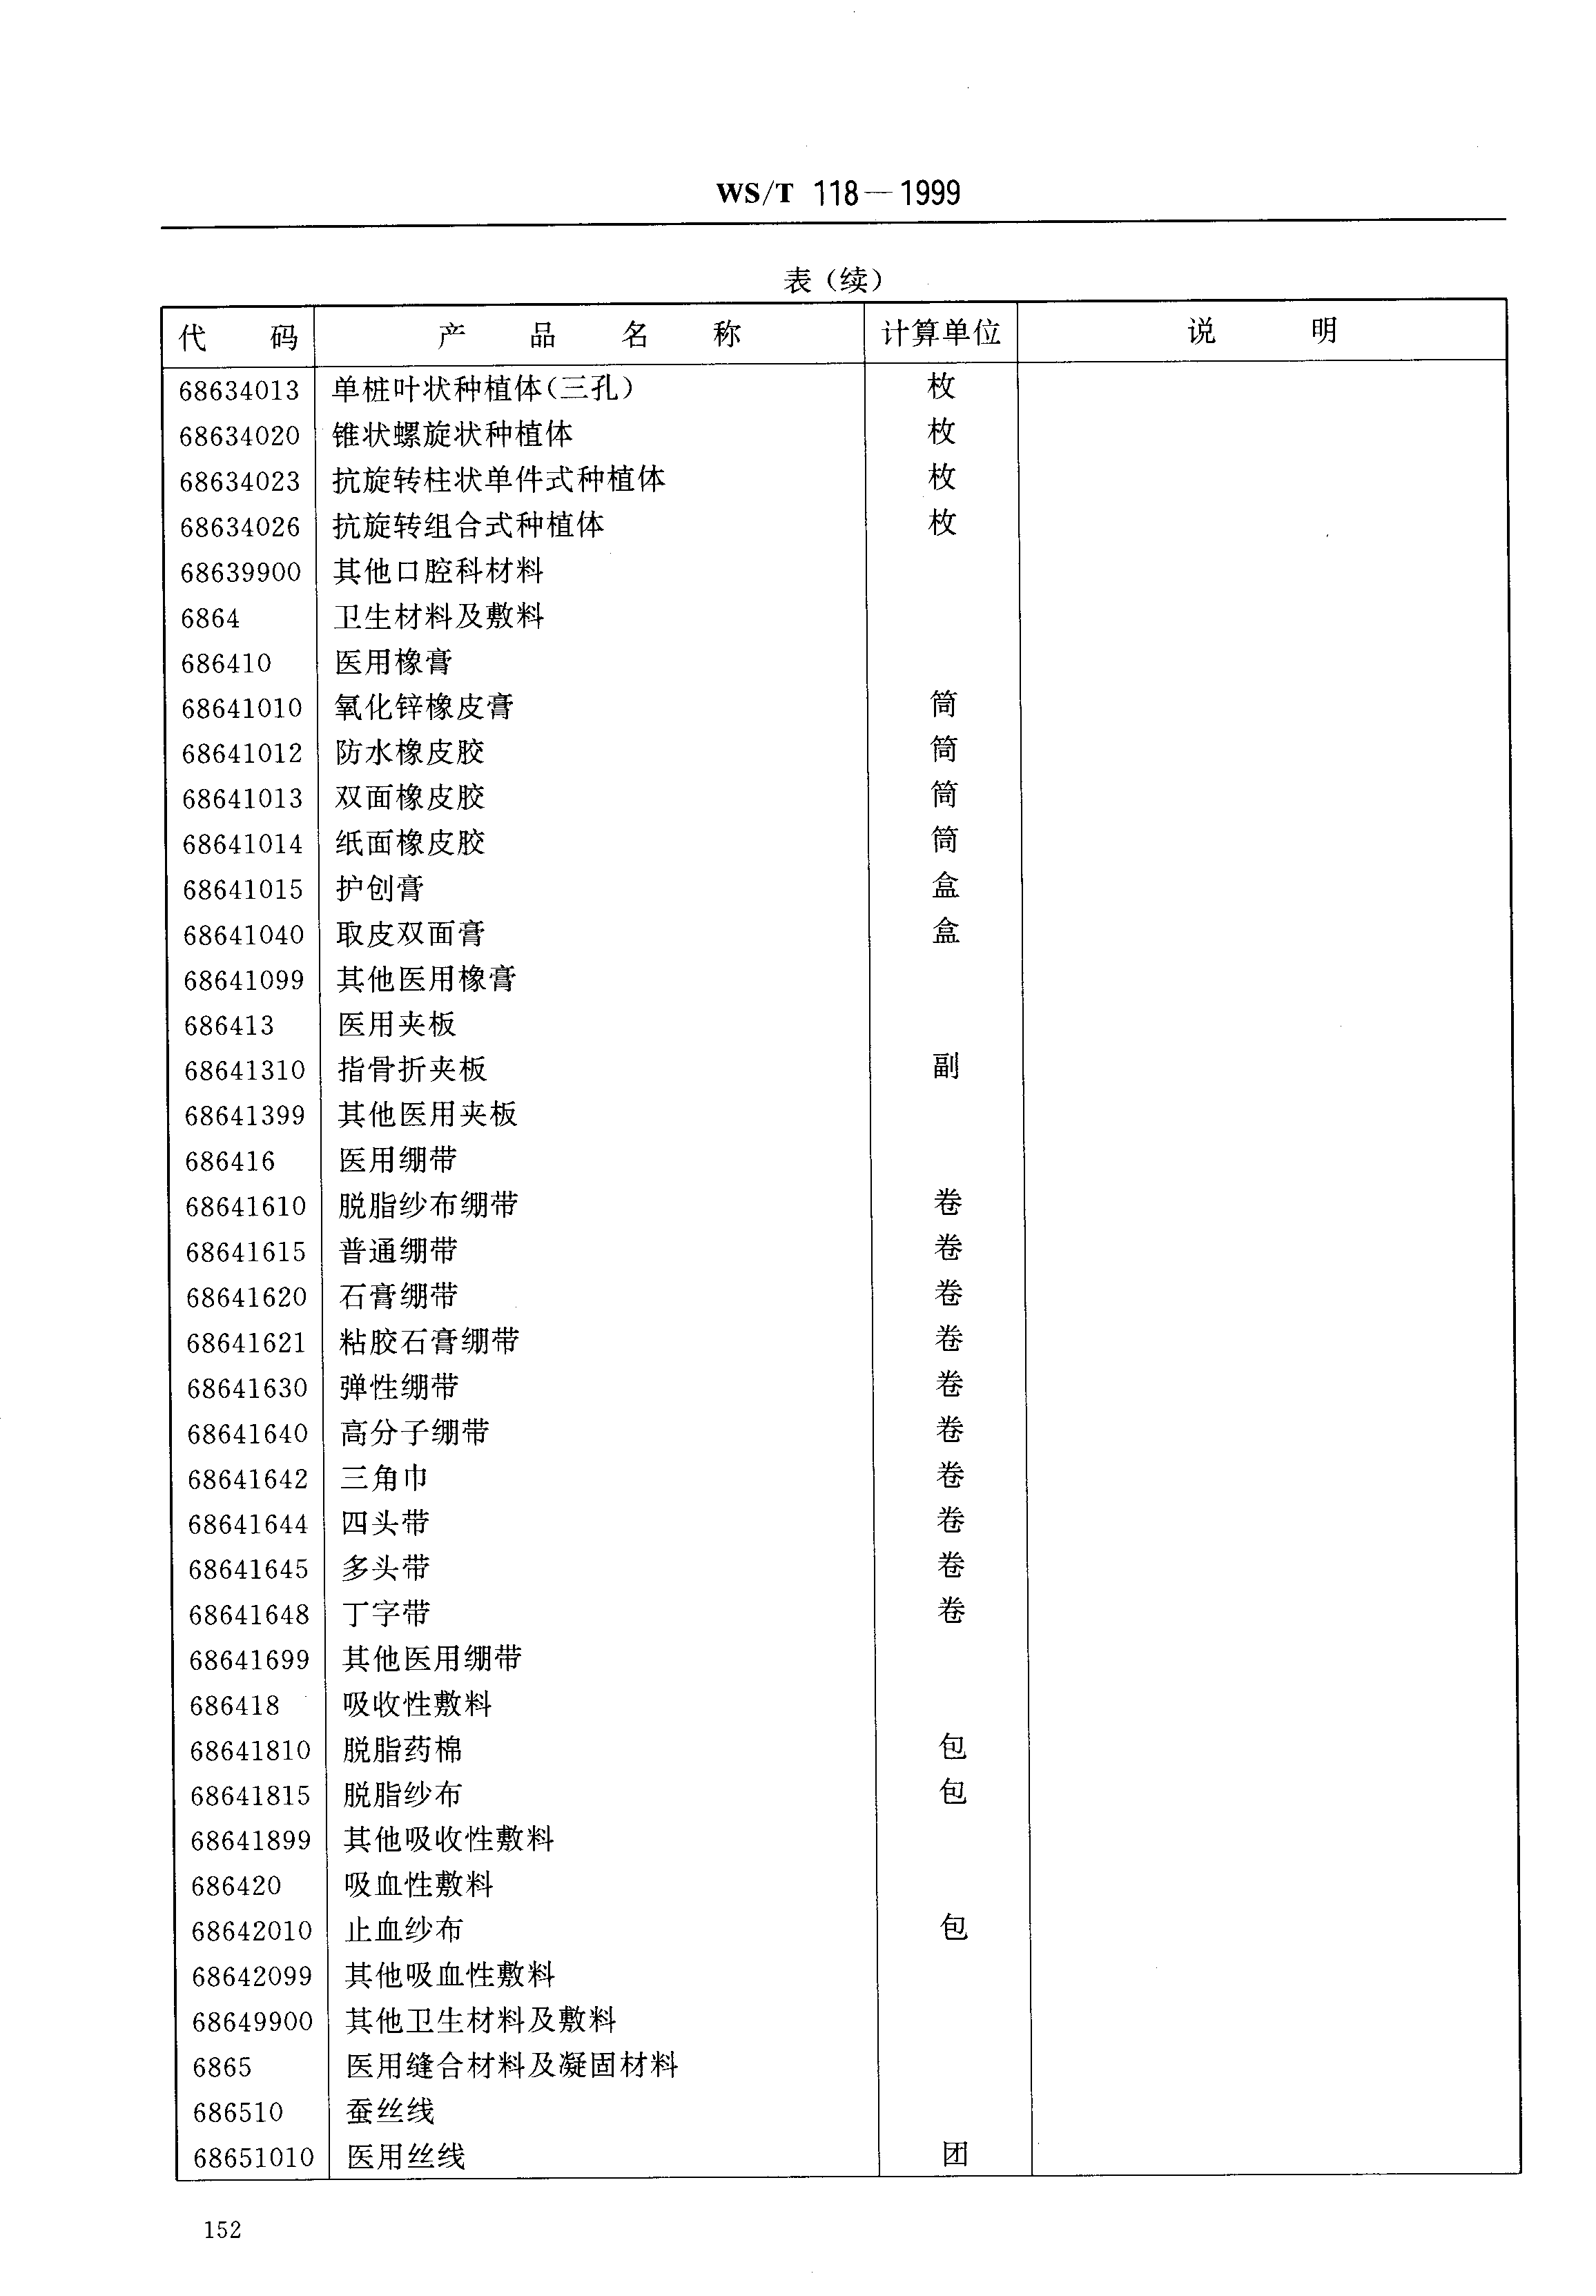 WS/T 118—1999
表（续）
代 码 产 品 名 称 计算单位 说 明
68634013 单桩叶状种植体（三孔） 枚
68634020 锥状螺旋状种植体 枚
68634023 抗旋转柱状单件式种植体 枚
68634026 抗旋转组合式种植体 枚
68639900 其他口腔科材料
6864 卫生材料及敷料
686410 医用橡膏
68641010 氧化锌橡皮膏 筒
68641012 防水橡皮胶 筒
68641013 双面橡皮胶 筒
68641014 纸面橡皮胶 筒
68641015 护创膏 盒
68641040 取皮双面膏 盒
68641099 其他医用橡膏
686413 医用夹板
68641310 指骨折夹板 副
68641399 其他医用夹板
686416 医用绷带
68641610 脱脂纱布绷带 卷
68641615 普通绷带 卷
68641620 石膏绷带 卷
68641621 粘胶石膏绷带 卷
68641630 弹性绷带 卷
68641640 高分子绷带 卷
68641642 三角巾 卷
68641644 四头带 卷
68641645 多头带 卷
68641648 丁字带 卷
68641699 其他医用绷带
686418 吸收性敷料
68641810 脱脂药棉 包
68641815 脱脂纱布 包
68641899 其他吸收性敷料
686420 吸血性敷料
68642010 止血纱布 包
68642099 其他吸血性敷料
68649900 其他卫生材料及敷料
6865 医用缝合材料及凝固材料
686510 蚕丝线
68651010 医用丝线 团
152